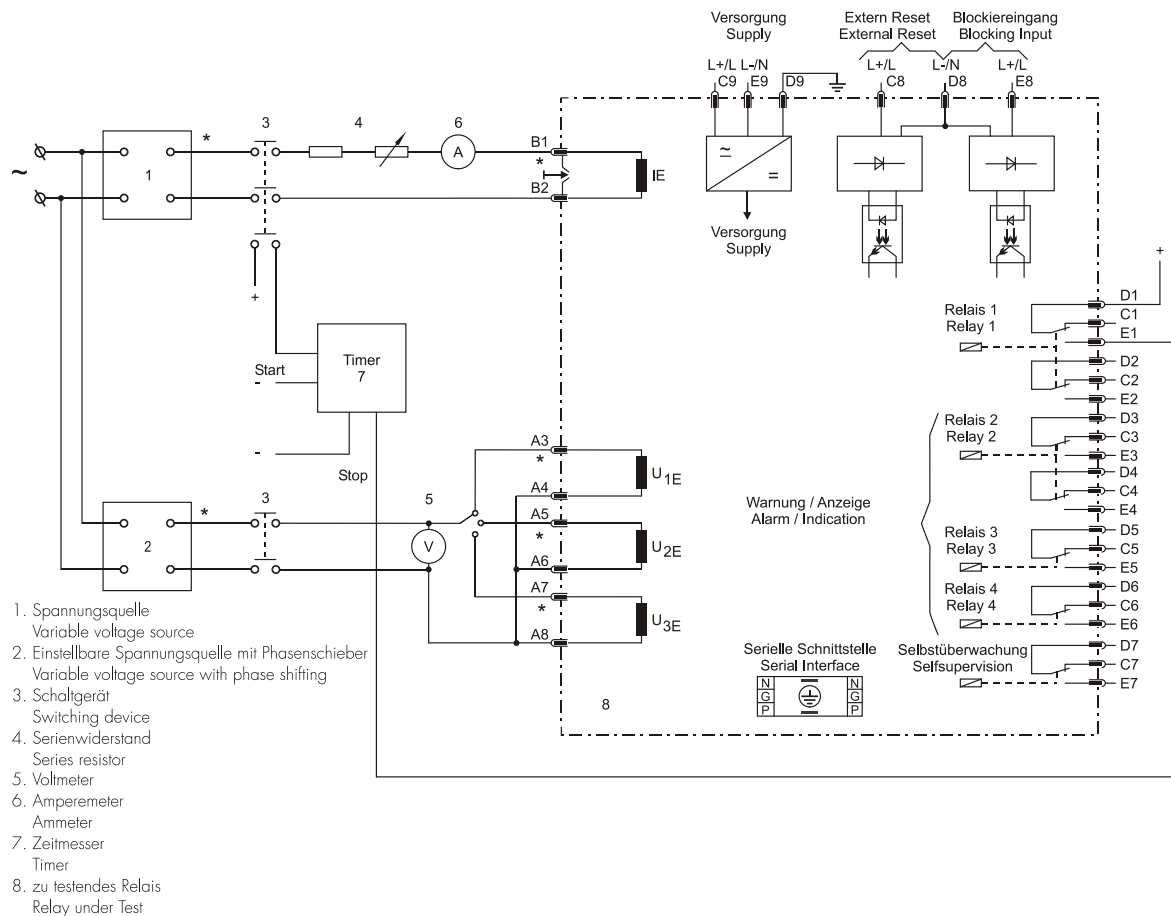 Versorgung
Supply
Extern Reset
External Reset
Blockiereingang
Blocking Input
L+/L L-/N
C9 E9 D9
L+/L L-/N L+/L
C8 D8 E8
~
1
*
3
4
6
A
B1
*
B2
IE
≃
=
Versorgung
Supply
+
Start
-
Timer
7
-
Stop
+
Relais 1
Relay 1
D1
C1
E1
D2
C2
E2
Relais 2
Relay 2
D3
C3
E3
D4
C4
E4
Warnung / Anzeige
Alarm / Indication
Relais 3
Relay 3
D5
C5
E5
Relais 4
Relay 4
D6
C6
E6
Selbstüberwachung
Selfsupervision
D7
C7
E7
2
*
3
5
V
A3
*
A4
U1E
A5
*
A6
U2E
A7
*
A8
U3E
Serielle Schnittstelle
Serial Interface
N N
G G
P P
8
1. Spannungsquelle
Variable voltage source
2. Einstellbare Spannungsquelle mit Phasenschieber
Variable voltage source with phase shifting
3. Schaltgerät
Switching device
4. Serienwiderstand
Series resistor
5. Voltmeter
6. Amperemeter
Ammeter
7. Zeitmesser
Timer
8. zu testendes Relais
Relay under Test